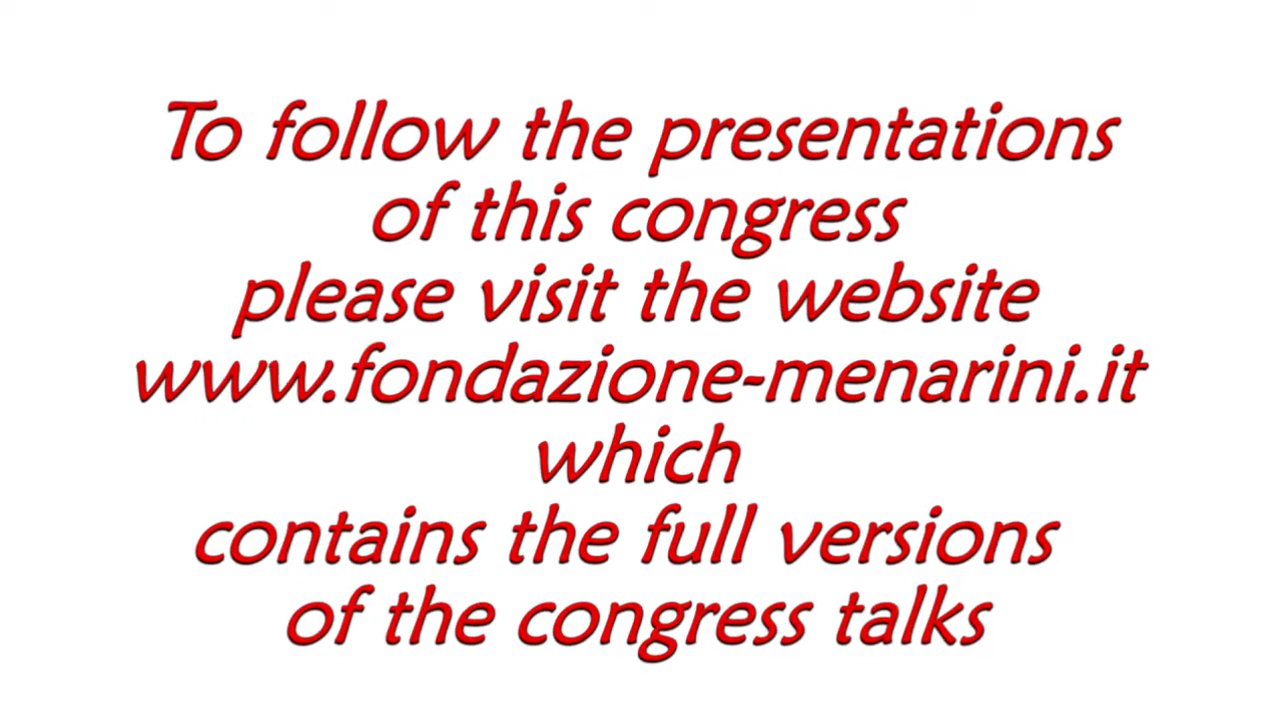 To follow the presentations
of this congress
please visit the website
www.fondazione-menarini.it
which
contains the full versions
of the congress talks